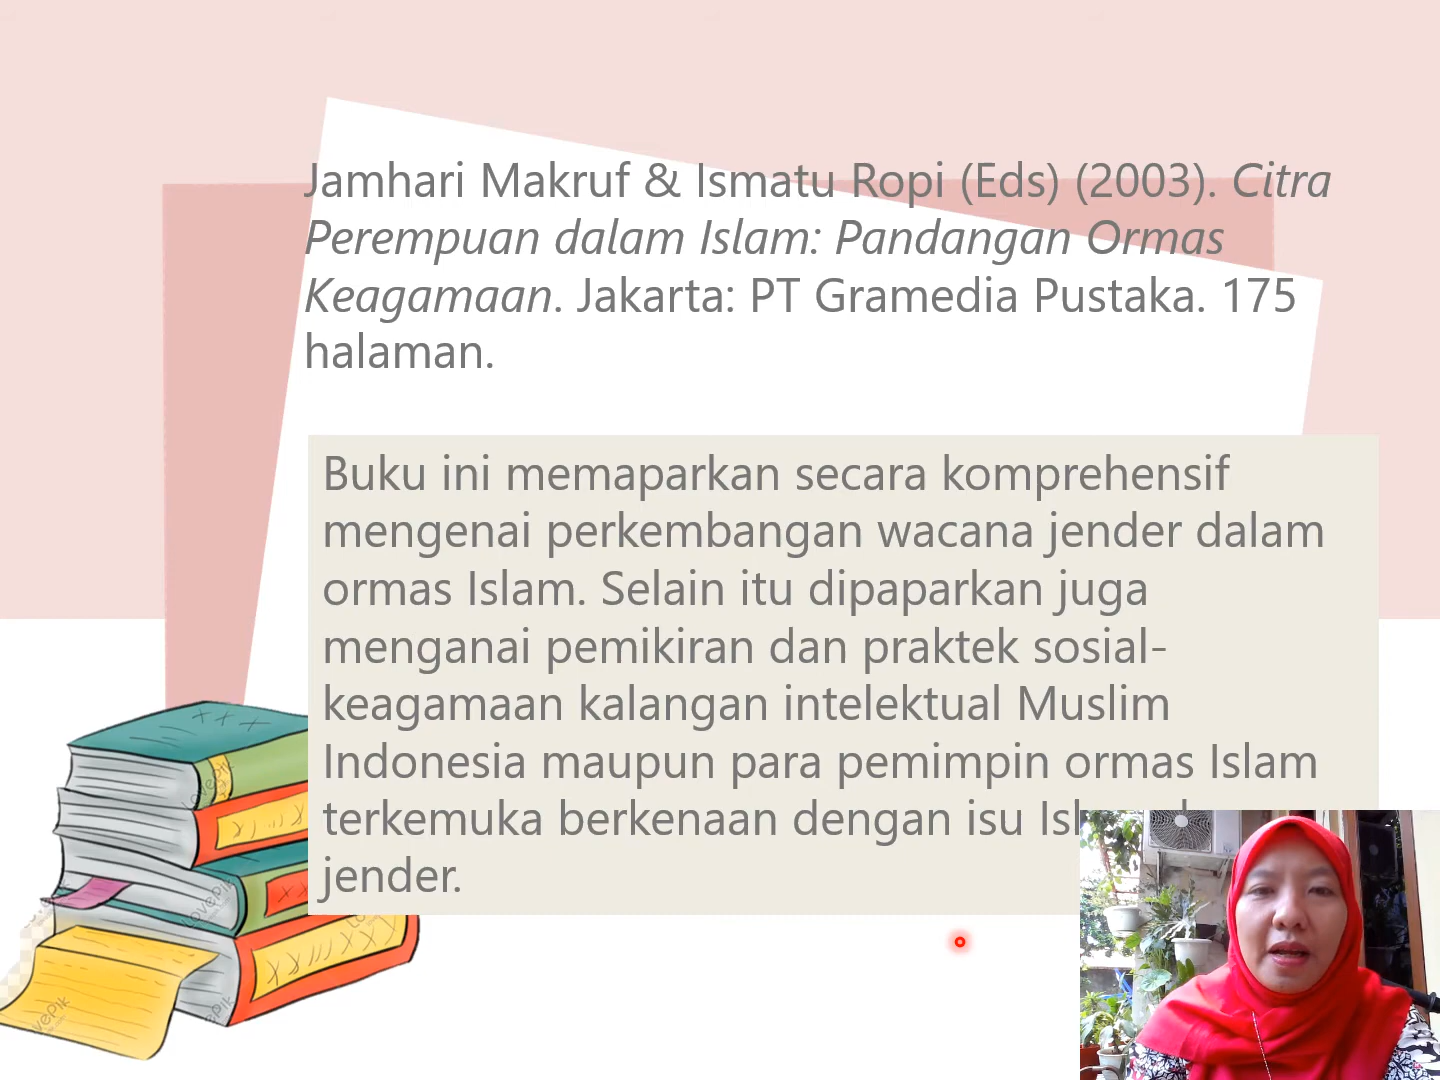 Jamhari Makruf & Ismatu Ropi (Eds) (2003). Citra
Perempuan dalam Islam: Pandangan Ormas
Keagamaan. Jakarta: PT Gramedia Pustaka. 175
halaman.
Buku ini memaparkan secara komprehensif
mengenai perkembangan wacana jender dalam
ormas Islam. Selain itu dipaparkan juga
menganai pemikiran dan praktek sosial-
keagamaan kalangan intelektual Muslim
Indonesia maupun para pemimpin ormas Islam
terkemuka berkenaan dengan isu
jender.